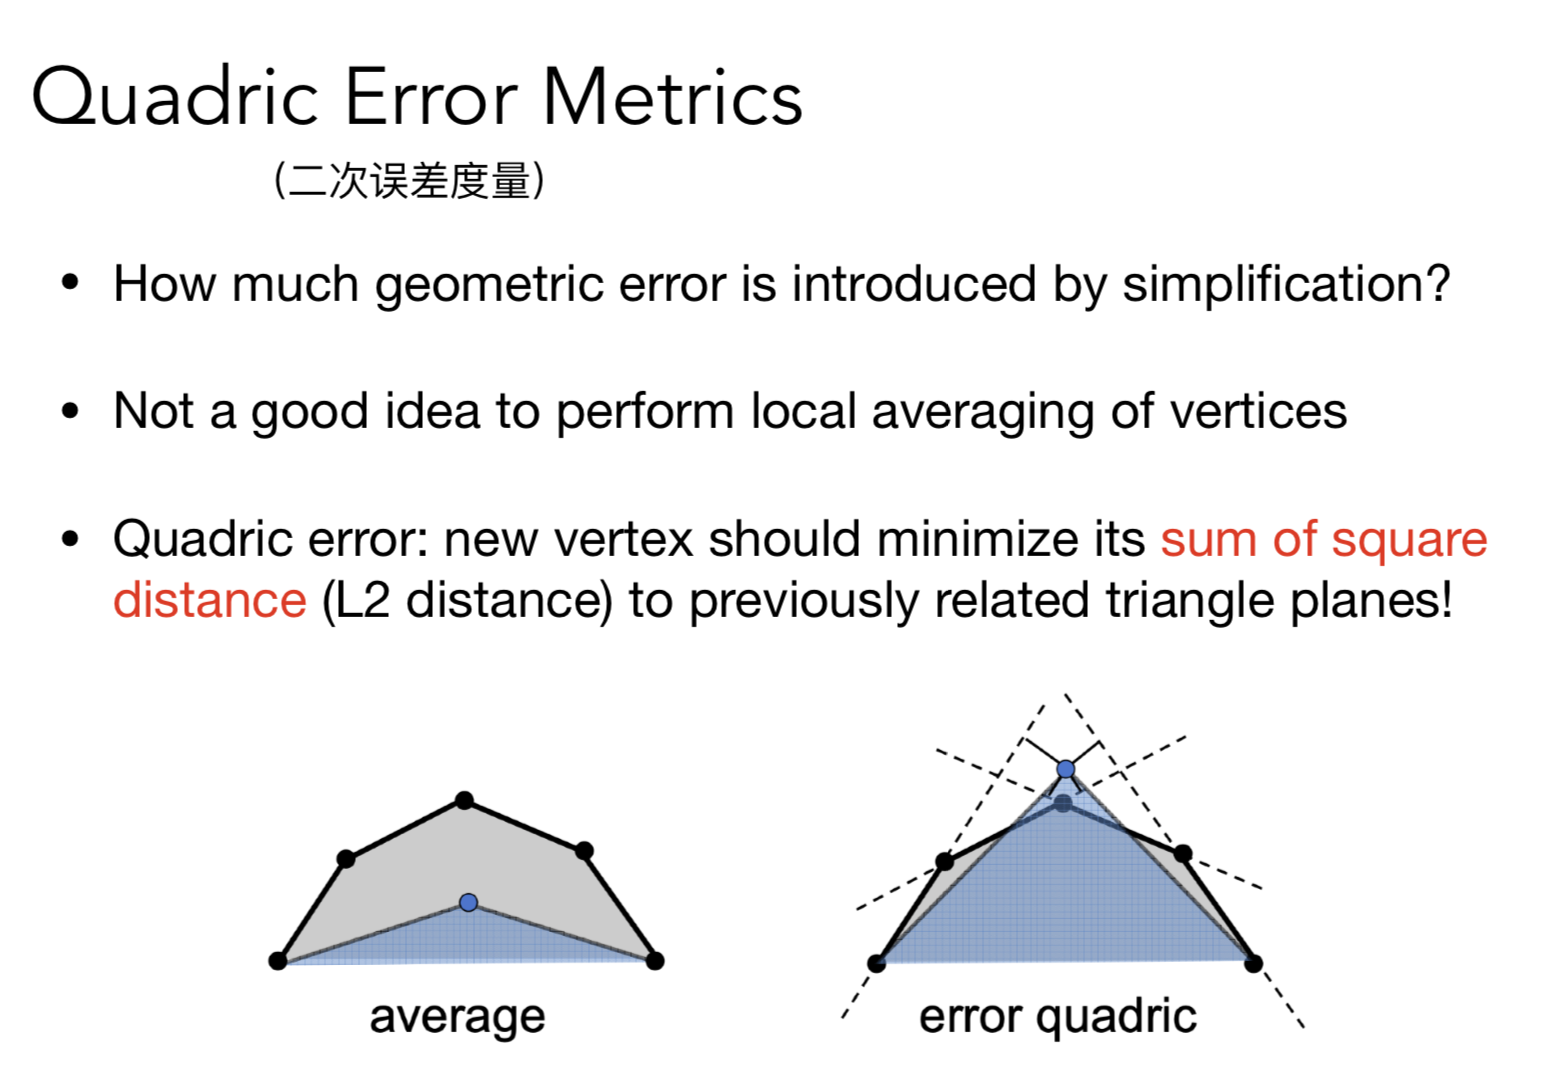 Quadric Error Metrics
(二次误差度量)
• How much geometric error is introduced by simplification?
• Not a good idea to perform local averaging of vertices
• Quadric error: new vertex should minimize its sum of square
distance (L2 distance) to previously related triangle planes!
average
error quadric